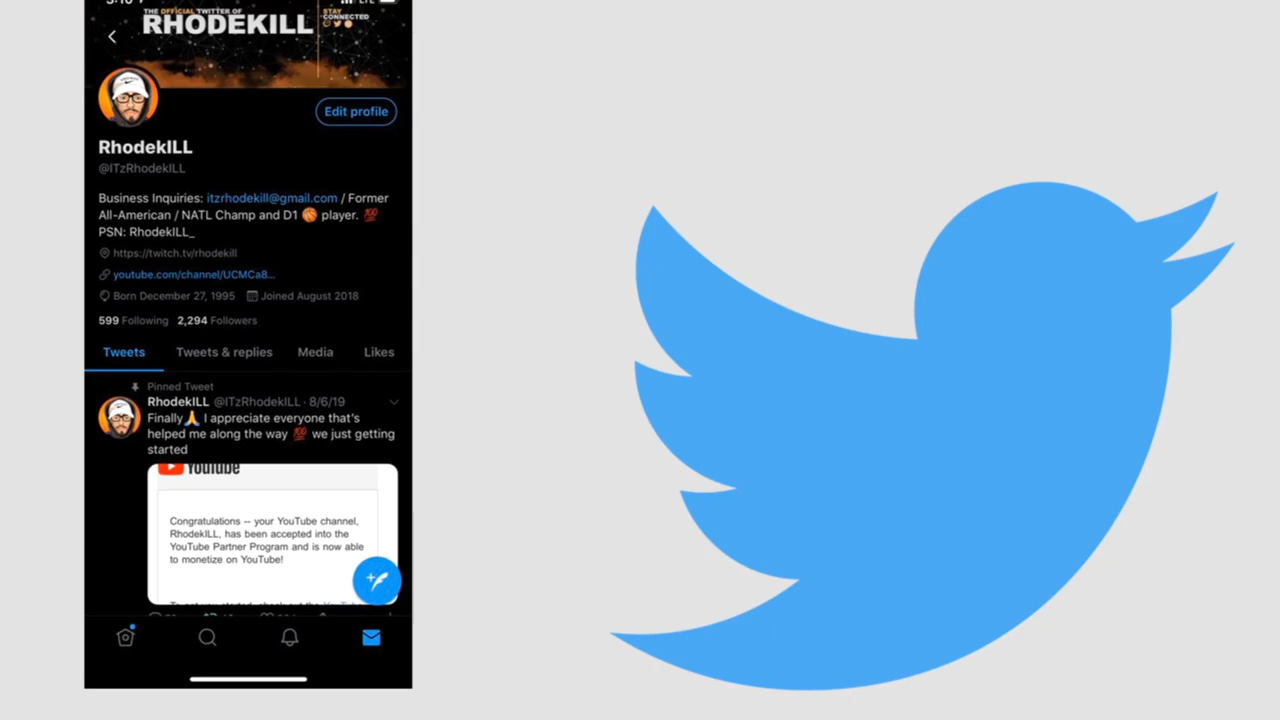 THE OFFICIAL TWITTER OF
RHODEKILL
STAY
CONNECTED
Edit profile
RhodekILL
@ITzRhodekILL
Business Inquiries: itzrhodekill@gmail.com / Former
All-American / NATL Champ and D1 🏀 player. 💯
PSN: RhodekILL_
https://twitch.tv/rhodekill
youtube.com/channel/UCMCa8...
Born December 27, 1995 Joined August 2018
599 Following 2,294 Followers
Tweets Tweets & replies Media Likes
Pinned Tweet
RhodekILL @ITzRhodekILL · 8/6/19
Finally🙏 I appreciate everyone that's
helped me along the way 💯 we just getting
started
YouTube
Congratulations -- your YouTube channel,
RhodekILL, has been accepted into the
YouTube Partner Program and is now able
to monetize on YouTube!